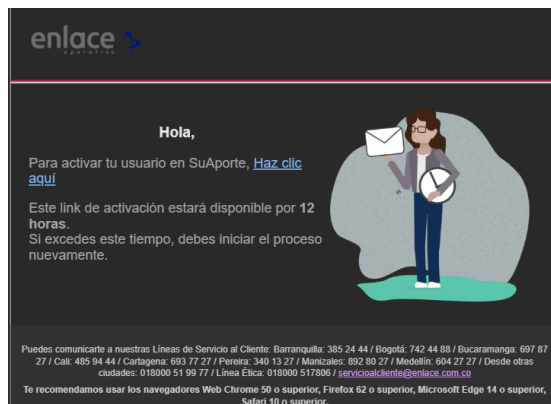 enlace
operativo
Hola,
Para activar tu usuario en SuAporte, Haz clic
aquí
Este link de activación estará disponible por 12
horas.
Si excedes este tiempo, debes iniciar el proceso
nuevamente.
Puedes comunicarte a nuestras Líneas de Servicio al Cliente: Barranquilla: 385 24 44 / Bogotá: 742 44 88 / Bucaramanga: 697 87
27 / Cali: 485 94 44 / Cartagena: 693 77 27 / Pereira: 340 13 27 / Manizales: 892 80 27 / Medellín: 604 27 27 / Desde otras
ciudades: 018000 51 99 77 / Línea Ética: 018000 517806 / servicioalcliente@enlace.com.co
Te recomendamos usar los navegadores Web Chrome 50 o superior, Firefox 62 o superior, Microsoft Edge 14 o superior,
Safari 10 o superior.